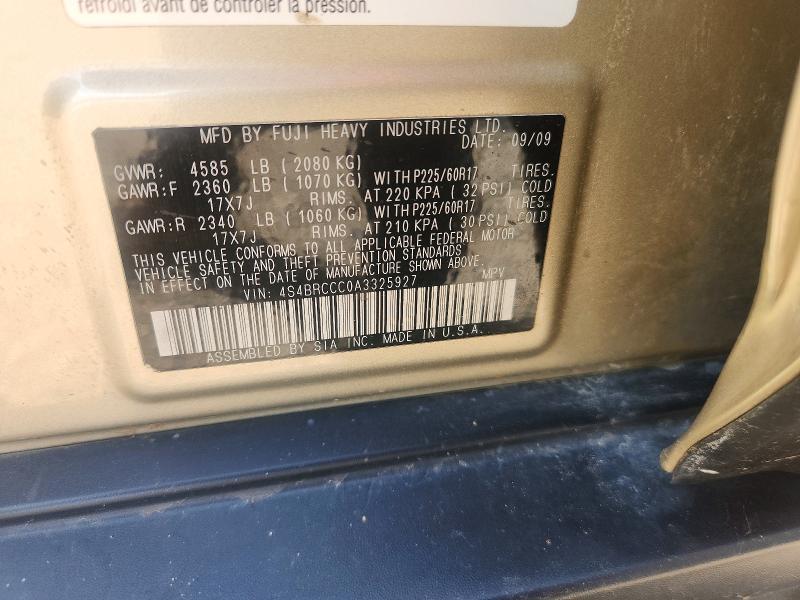 refroidi avant de contrôler la pression.
MFD BY FUJI HEAVY INDUSTRIES LTD.
DATE: 09/09
GVWR: 4585 LB ( 2080 KG)
GAWR:F 2360 LB ( 1070 KG) WITH P225/60R17 TIRES.
17X7J RIMS. AT 220 KPA ( 32 PSI) COLD
GAWR:R 2340 LB ( 1060 KG) WITH P225/60R17 TIRES.
17X7J RIMS. AT 210 KPA ( 30 PSI) COLD
THIS VEHICLE CONFORMS TO ALL APPLICABLE FEDERAL MOTOR
VEHICLE SAFETY AND THEFT PREVENTION STANDARDS
IN EFFECT ON THE DATE OF MANUFACTURE SHOWN ABOVE.
VIN: 4S4BRCCC0A3325927 MPV
ASSEMBLED BY SIA INC. MADE IN U.S.A.